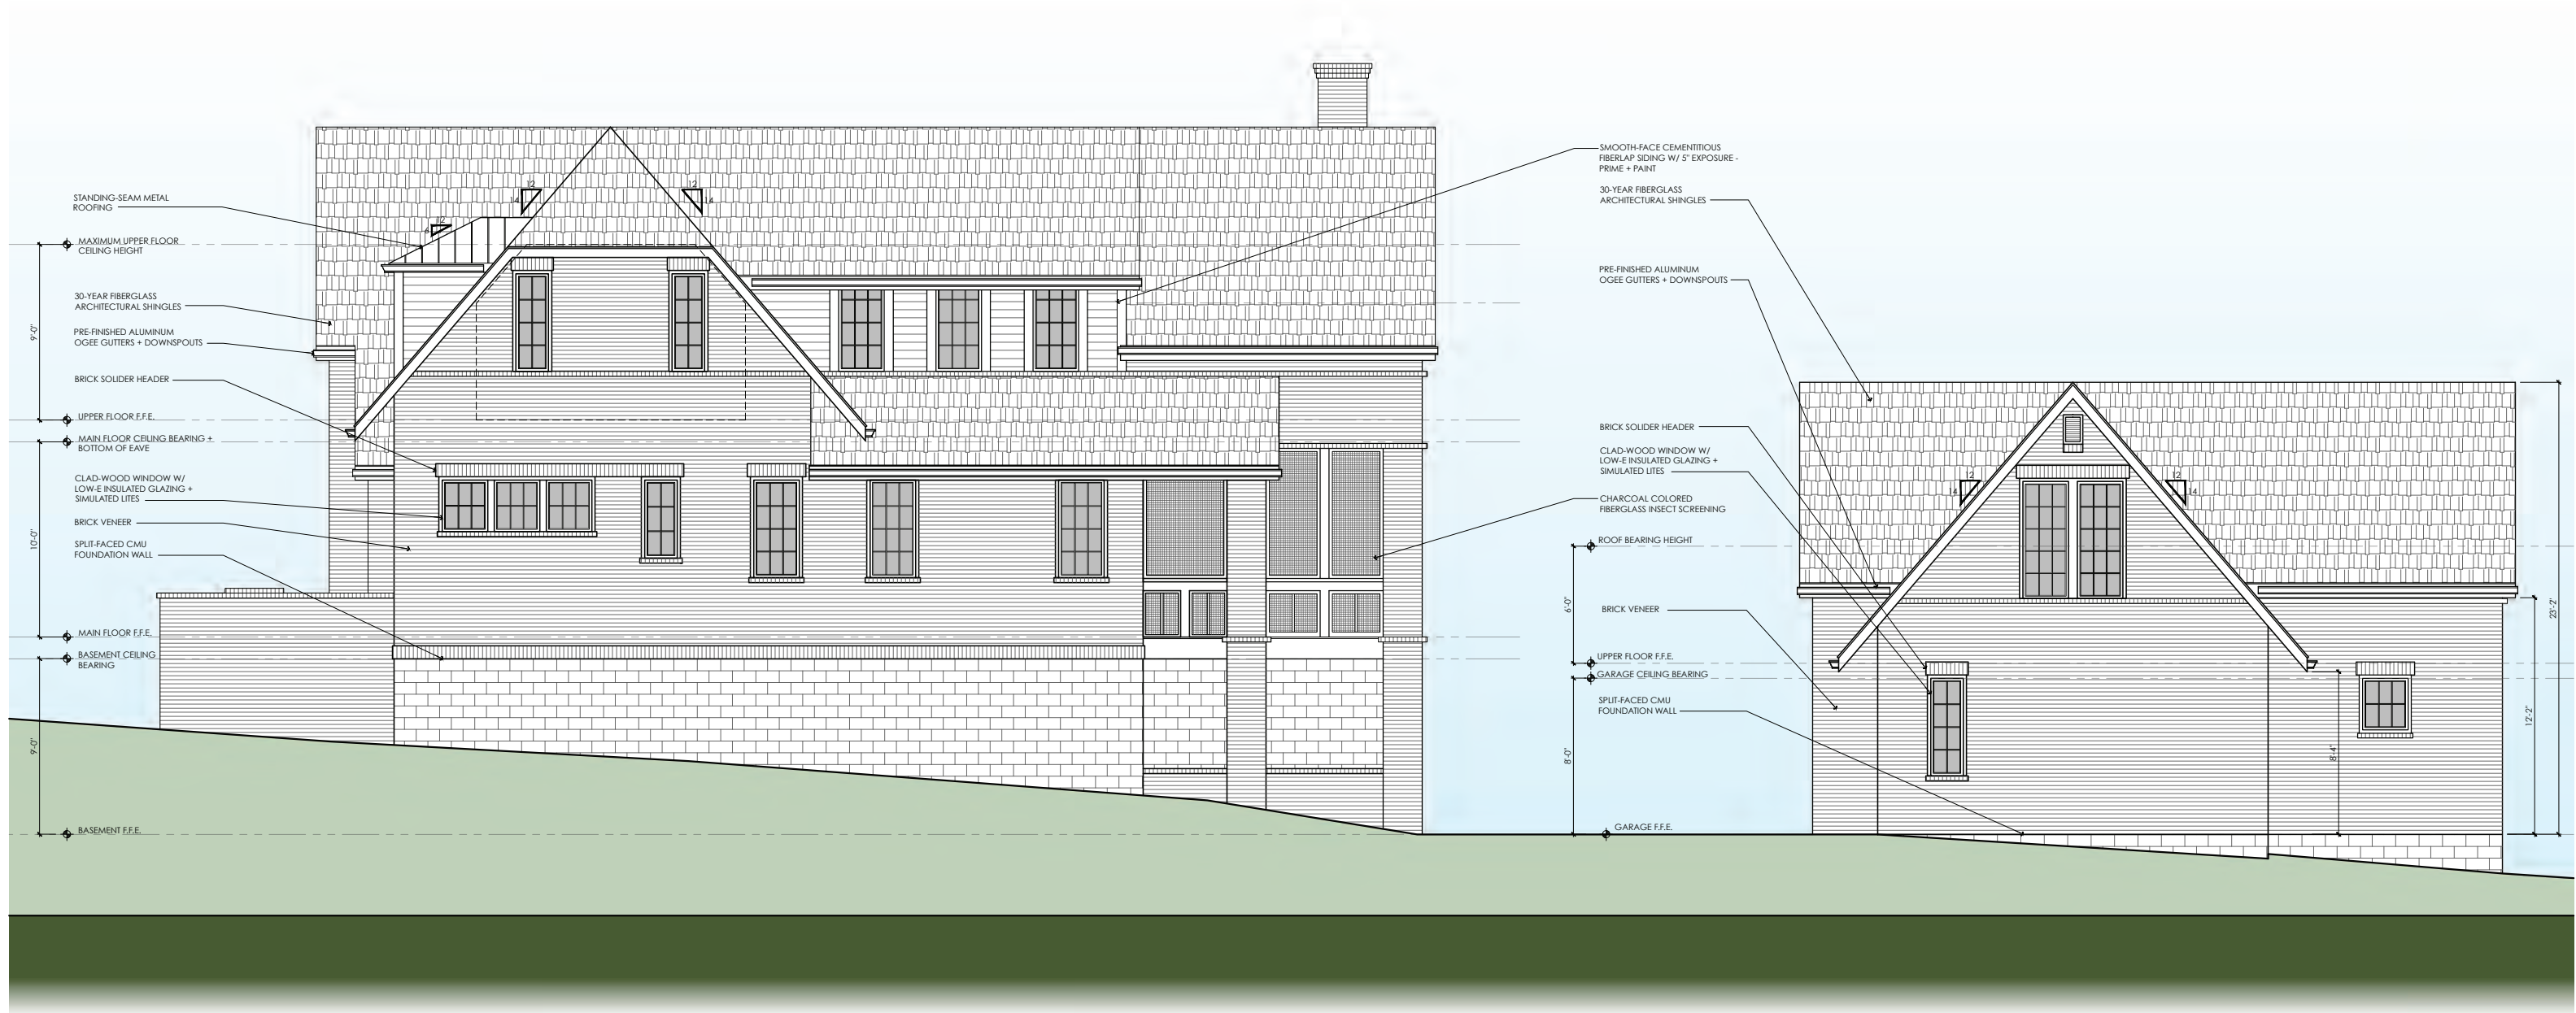 STANDING-SEAM METAL
ROOFING
12
14
12
14
12
MAXIMUM UPPER FLOOR
CEILING HEIGHT
9'-0"
30-YEAR FIBERGLASS
ARCHITECTURAL SHINGLES
PRE-FINISHED ALUMINUM
OGEE GUTTERS + DOWNSPOUTS
BRICK SOLIDER HEADER
UPPER FLOOR F.F.E.
MAIN FLOOR CEILING BEARING +
BOTTOM OF EAVE
CLAD-WOOD WINDOW W/
LOW-E INSULATED GLAZING +
SIMULATED LITES
10'-0"
BRICK VENEER
SPLIT-FACED CMU
FOUNDATION WALL
MAIN FLOOR F.F.E.
BASEMENT CEILING
BEARING
9'-0"
BASEMENT F.F.E.
SMOOTH-FACE CEMENTITIOUS
FIBERLAP SIDING W/ 5" EXPOSURE -
PRIME + PAINT
30-YEAR FIBERGLASS
ARCHITECTURAL SHINGLES
PRE-FINISHED ALUMINUM
OGEE GUTTERS + DOWNSPOUTS
BRICK SOLIDER HEADER
CLAD-WOOD WINDOW W/
LOW-E INSULATED GLAZING +
SIMULATED LITES
CHARCOAL COLORED
FIBERGLASS INSECT SCREENING
ROOF BEARING HEIGHT
6'-0"
BRICK VENEER
UPPER FLOOR F.F.E.
GARAGE CEILING BEARING
SPLIT-FACED CMU
FOUNDATION WALL
8'-0"
GARAGE F.F.E.
12
14
12
14
8'-4"
12'-2"
23'-2"